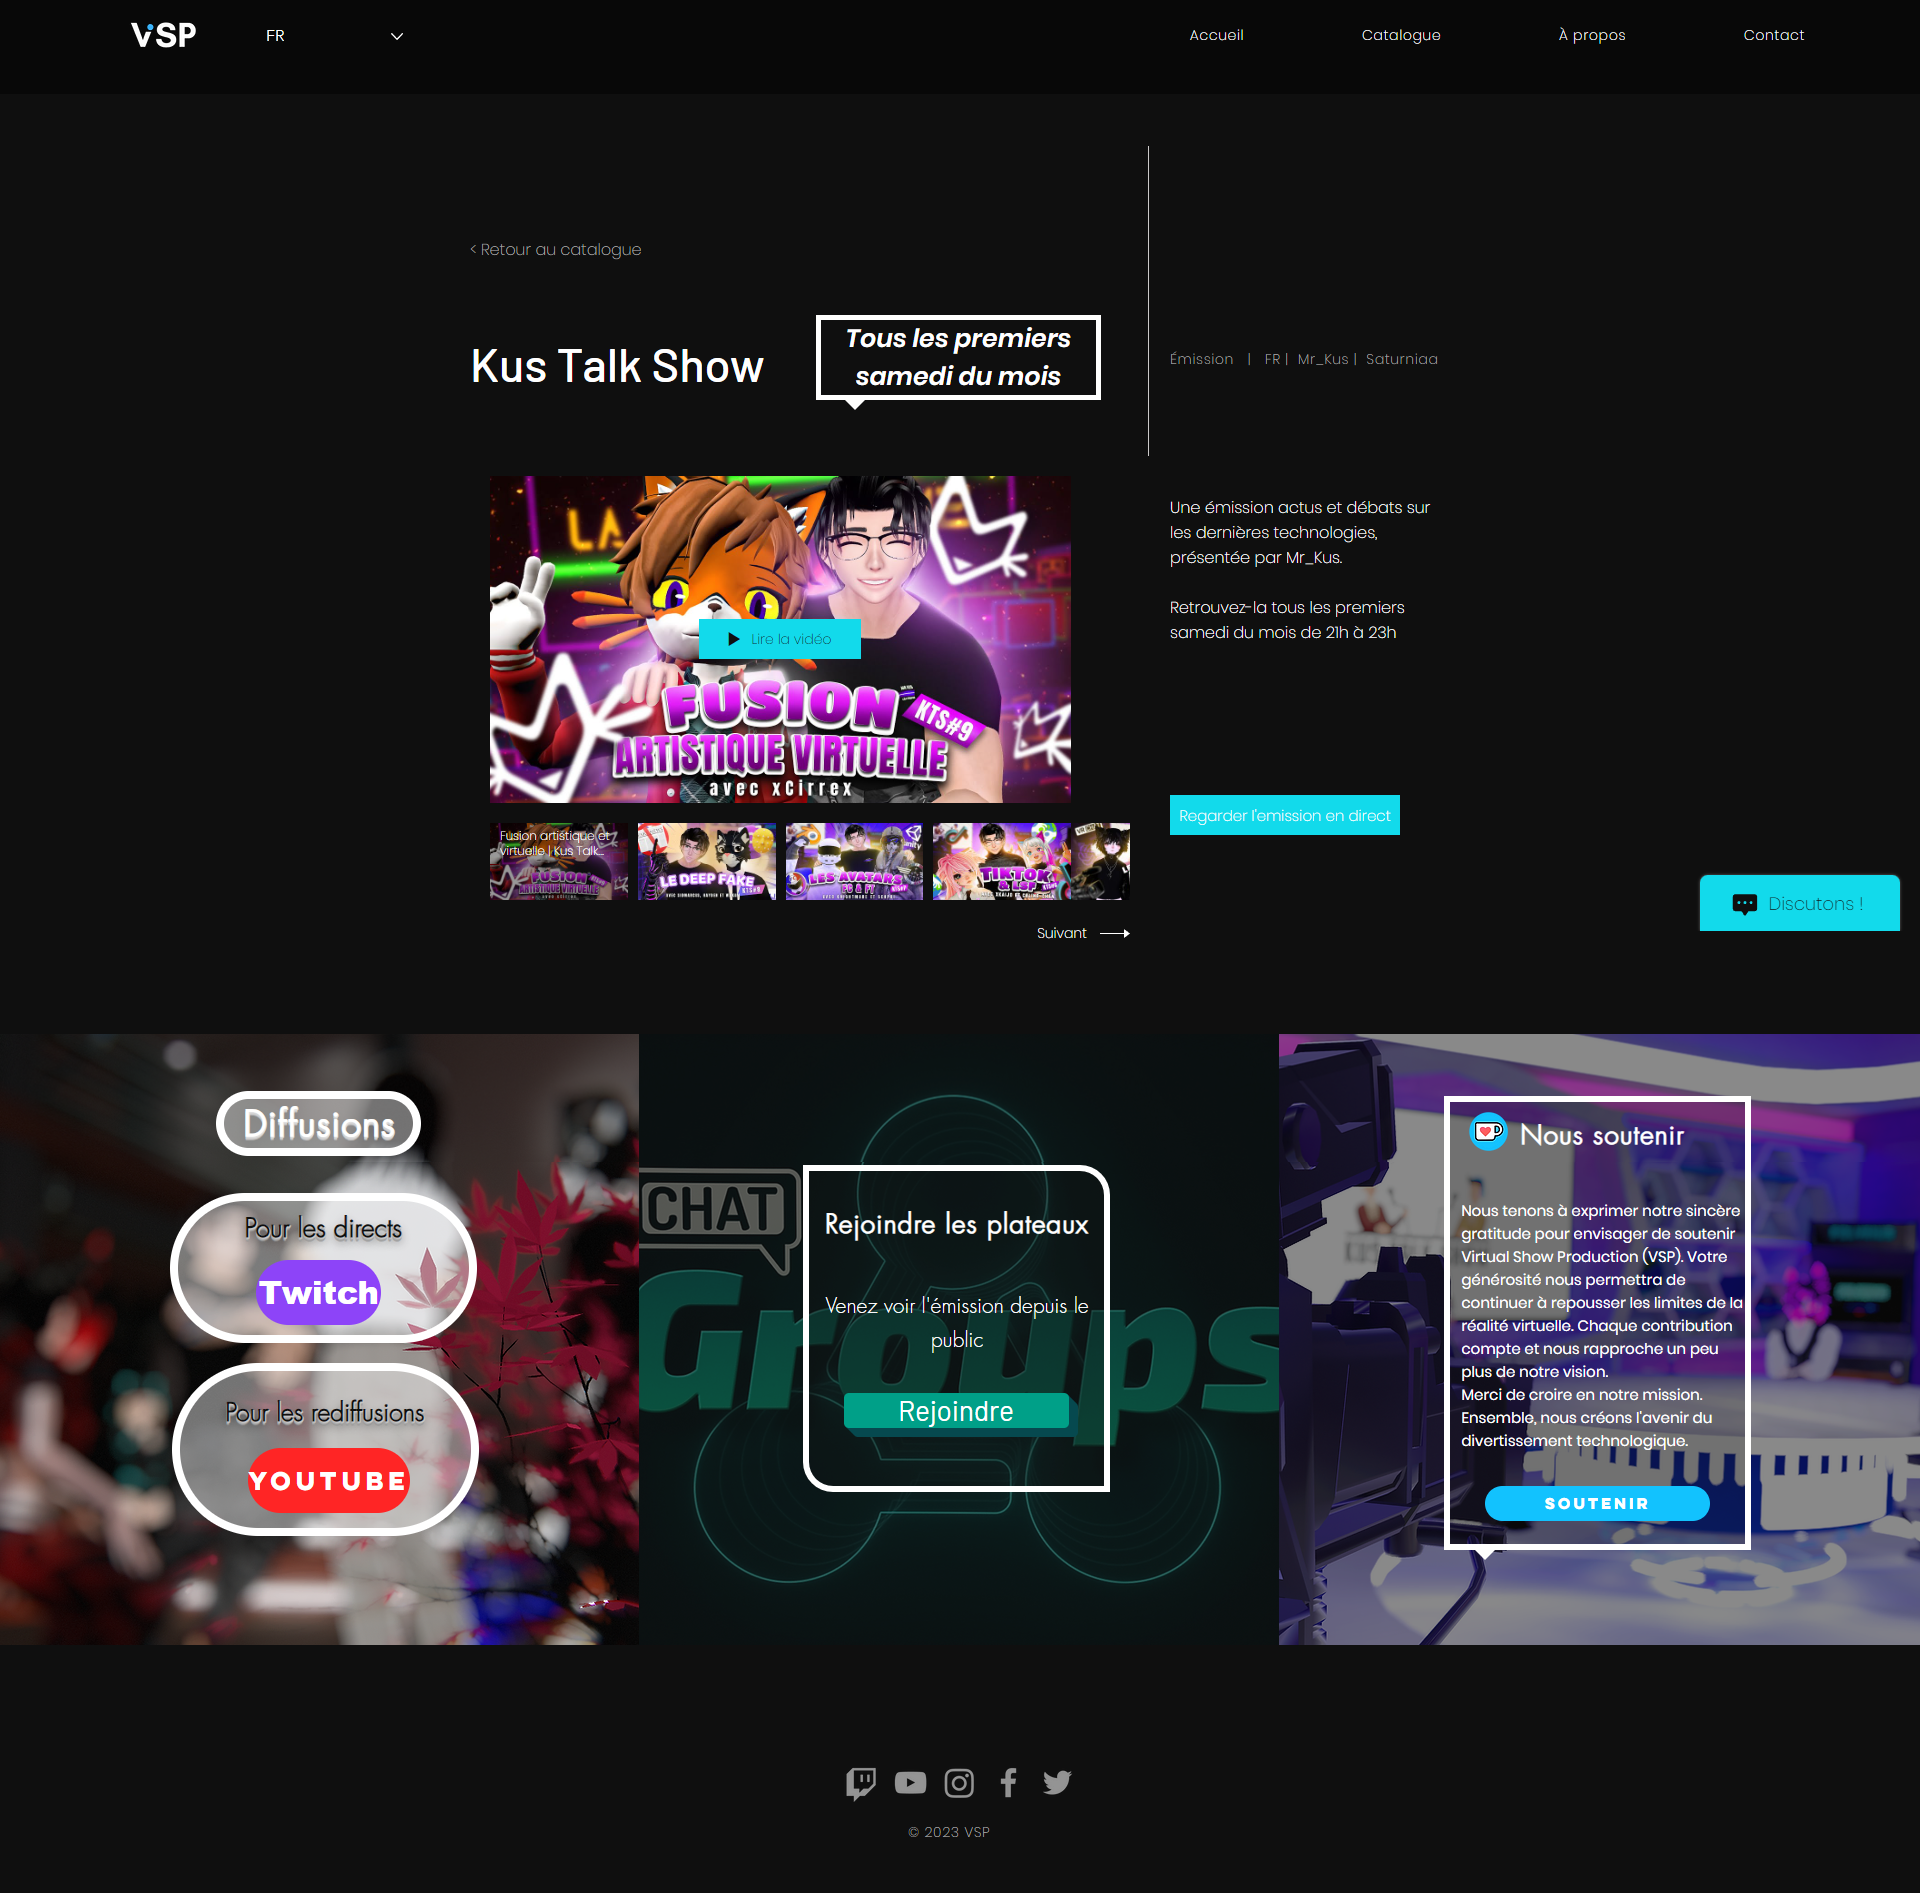 VSP
FR
Accueil
Catalogue
À propos
Contact
< Retour au catalogue
Kus Talk Show
Tous les premiers
samedi du mois
Émission | FR | Mr_Kus | Saturniaa
LA
Lire la vidéo
FUSION
KTS#9
ARTISTIQUE VIRTUELLE
avec xCirrex
Une émission actus et débats sur
les dernières technologies,
présentée par Mr_Kus.
Retrouvez-la tous les premiers
samedi du mois de 21h à 23h
Regarder l'emission en direct
Fusion artistique et
virtuelle | Kus Talk...
FUSION
ARTISTIQUE VIRTUELLE
LE DEEP FAKE
LES AVATARS
PC & FT
TIKTOK
& LSF
Suivant
Discutons !
Diffusions
Pour les directs
Twitch
Pour les rediffusions
YOUTUBE
CHAT
Groups
Rejoindre les plateaux
Venez voir l'émission depuis le
public
Rejoindre
Nous soutenir
Nous tenons à exprimer notre sincère
gratitude pour envisager de soutenir
Virtual Show Production (VSP). Votre
générosité nous permettra de
continuer à repousser les limites de la
réalité virtuelle. Chaque contribution
compte et nous rapproche un peu
plus de notre vision.
Merci de croire en notre mission.
Ensemble, nous créons l'avenir du
divertissement technologique.
SOUTENIR
© 2023 VSP